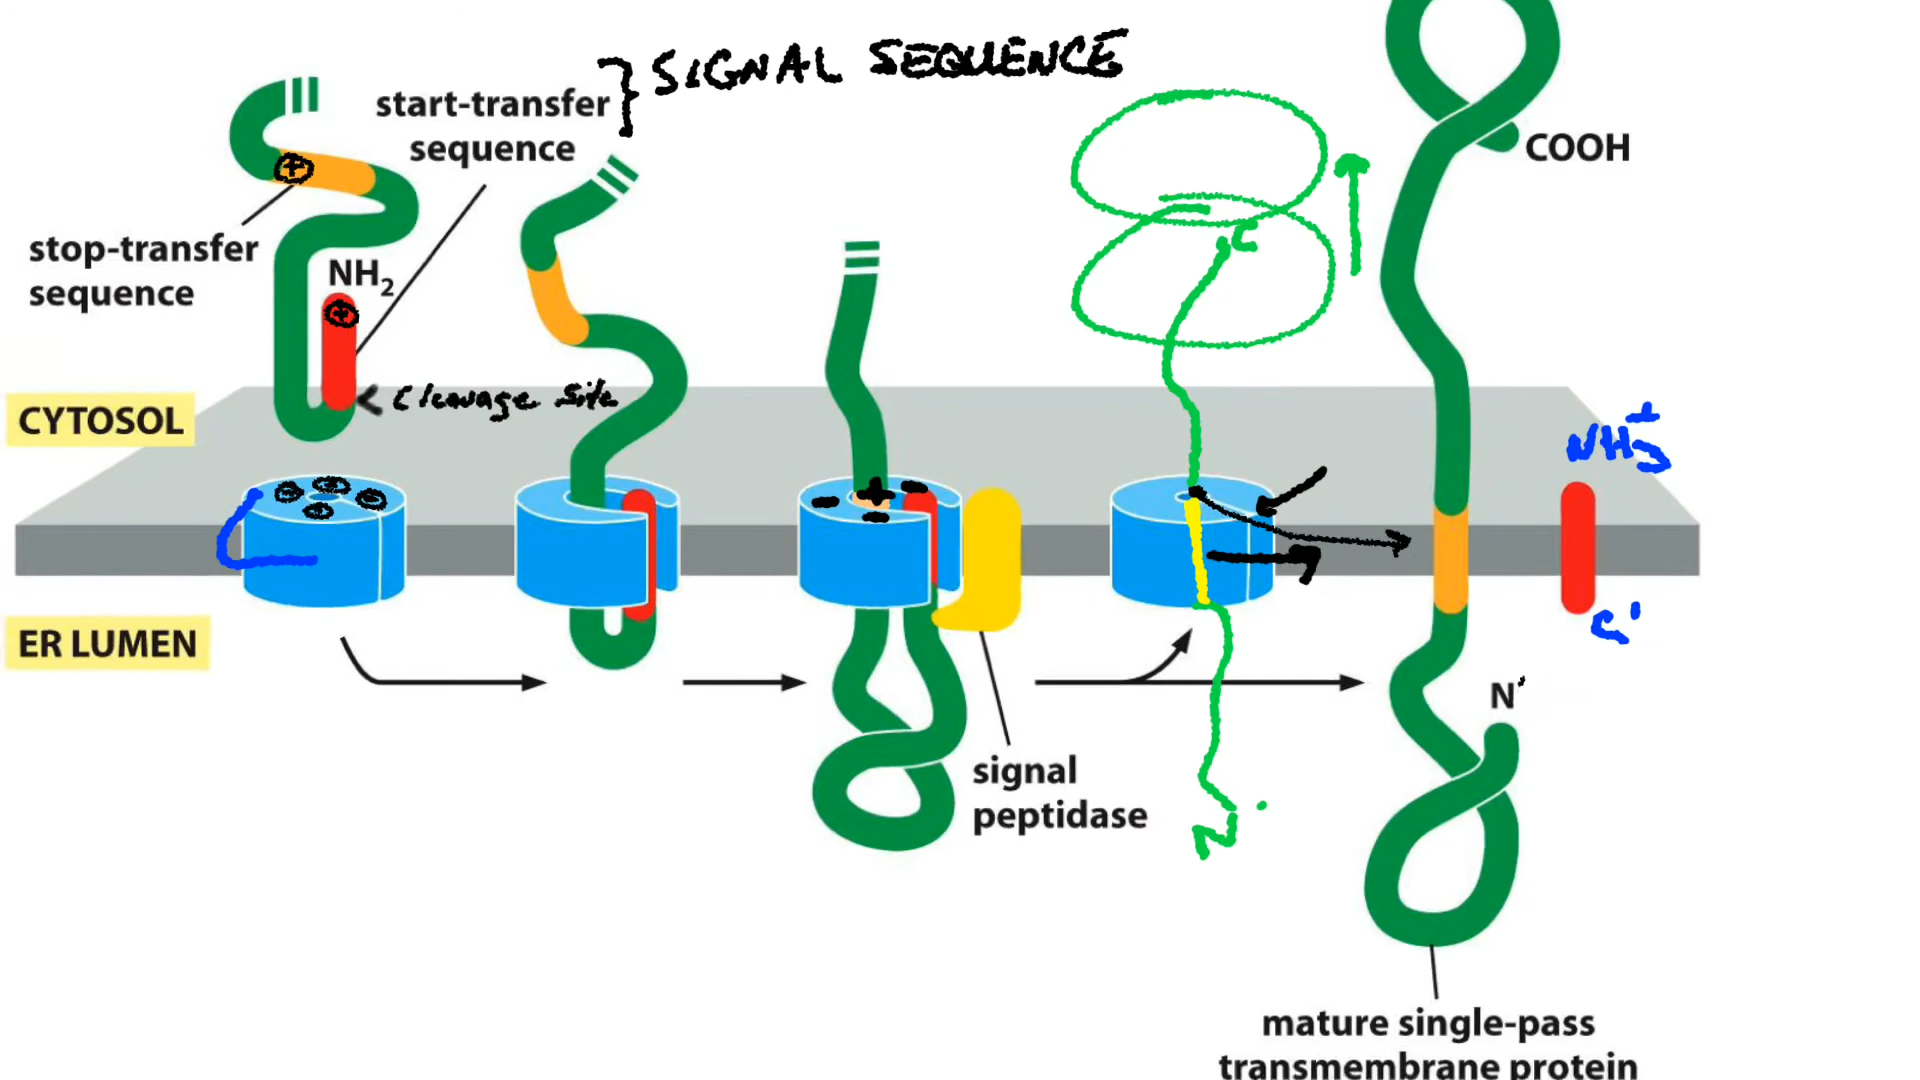 } SIGNAL SEQUENCE
start-transfer
sequence
COOH
stop-transfer
sequence
NH2
C
< Cleavage Site
CYTOSOL
NH3+
ER LUMEN
C'
N'
signal
peptidase
N
mature single-pass
transmembrane protein